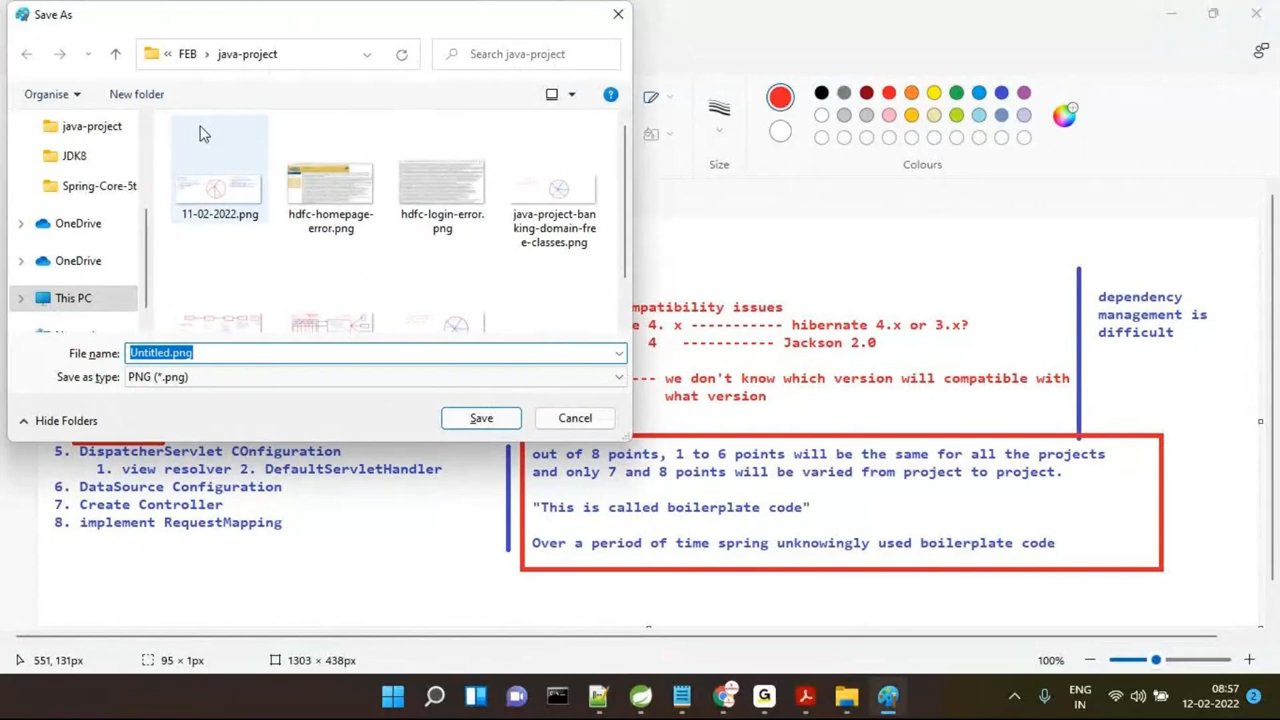 Save As
« FEB › java-project
Search java-project
Organise
New folder
java-project
JDK8
Spring-Core-5t
OneDrive
OneDrive
This PC
11-02-2022.png
hdfc-homepage-
error.png
hdfc-login-error.
png
java-project-ban
king-domain-fre
e-classes.png
File name:
Untitled.png
Save as type:
PNG (*.png)
Hide Folders
Save
Cancel
Size
Colours
mpatibility issues
e 4. x ----------- hibernate 4.x or 3.x?
4 ----------- Jackson 2.0
--- we don't know which version will compatible with
what version
dependency
management is
difficult
5. DispatcherServlet COnfiguration
1. view resolver 2. DefaultServletHandler
6. DataSource Configuration
7. Create Controller
8. implement RequestMapping
out of 8 points, 1 to 6 points will be the same for all the projects
and only 7 and 8 points will be varied from project to project.
"This is called boilerplate code"
Over a period of time spring unknowingly used boilerplate code
551, 131px
95 × 1px
1303 × 438px
100%
ENG
IN
08:57
12-02-2022
2